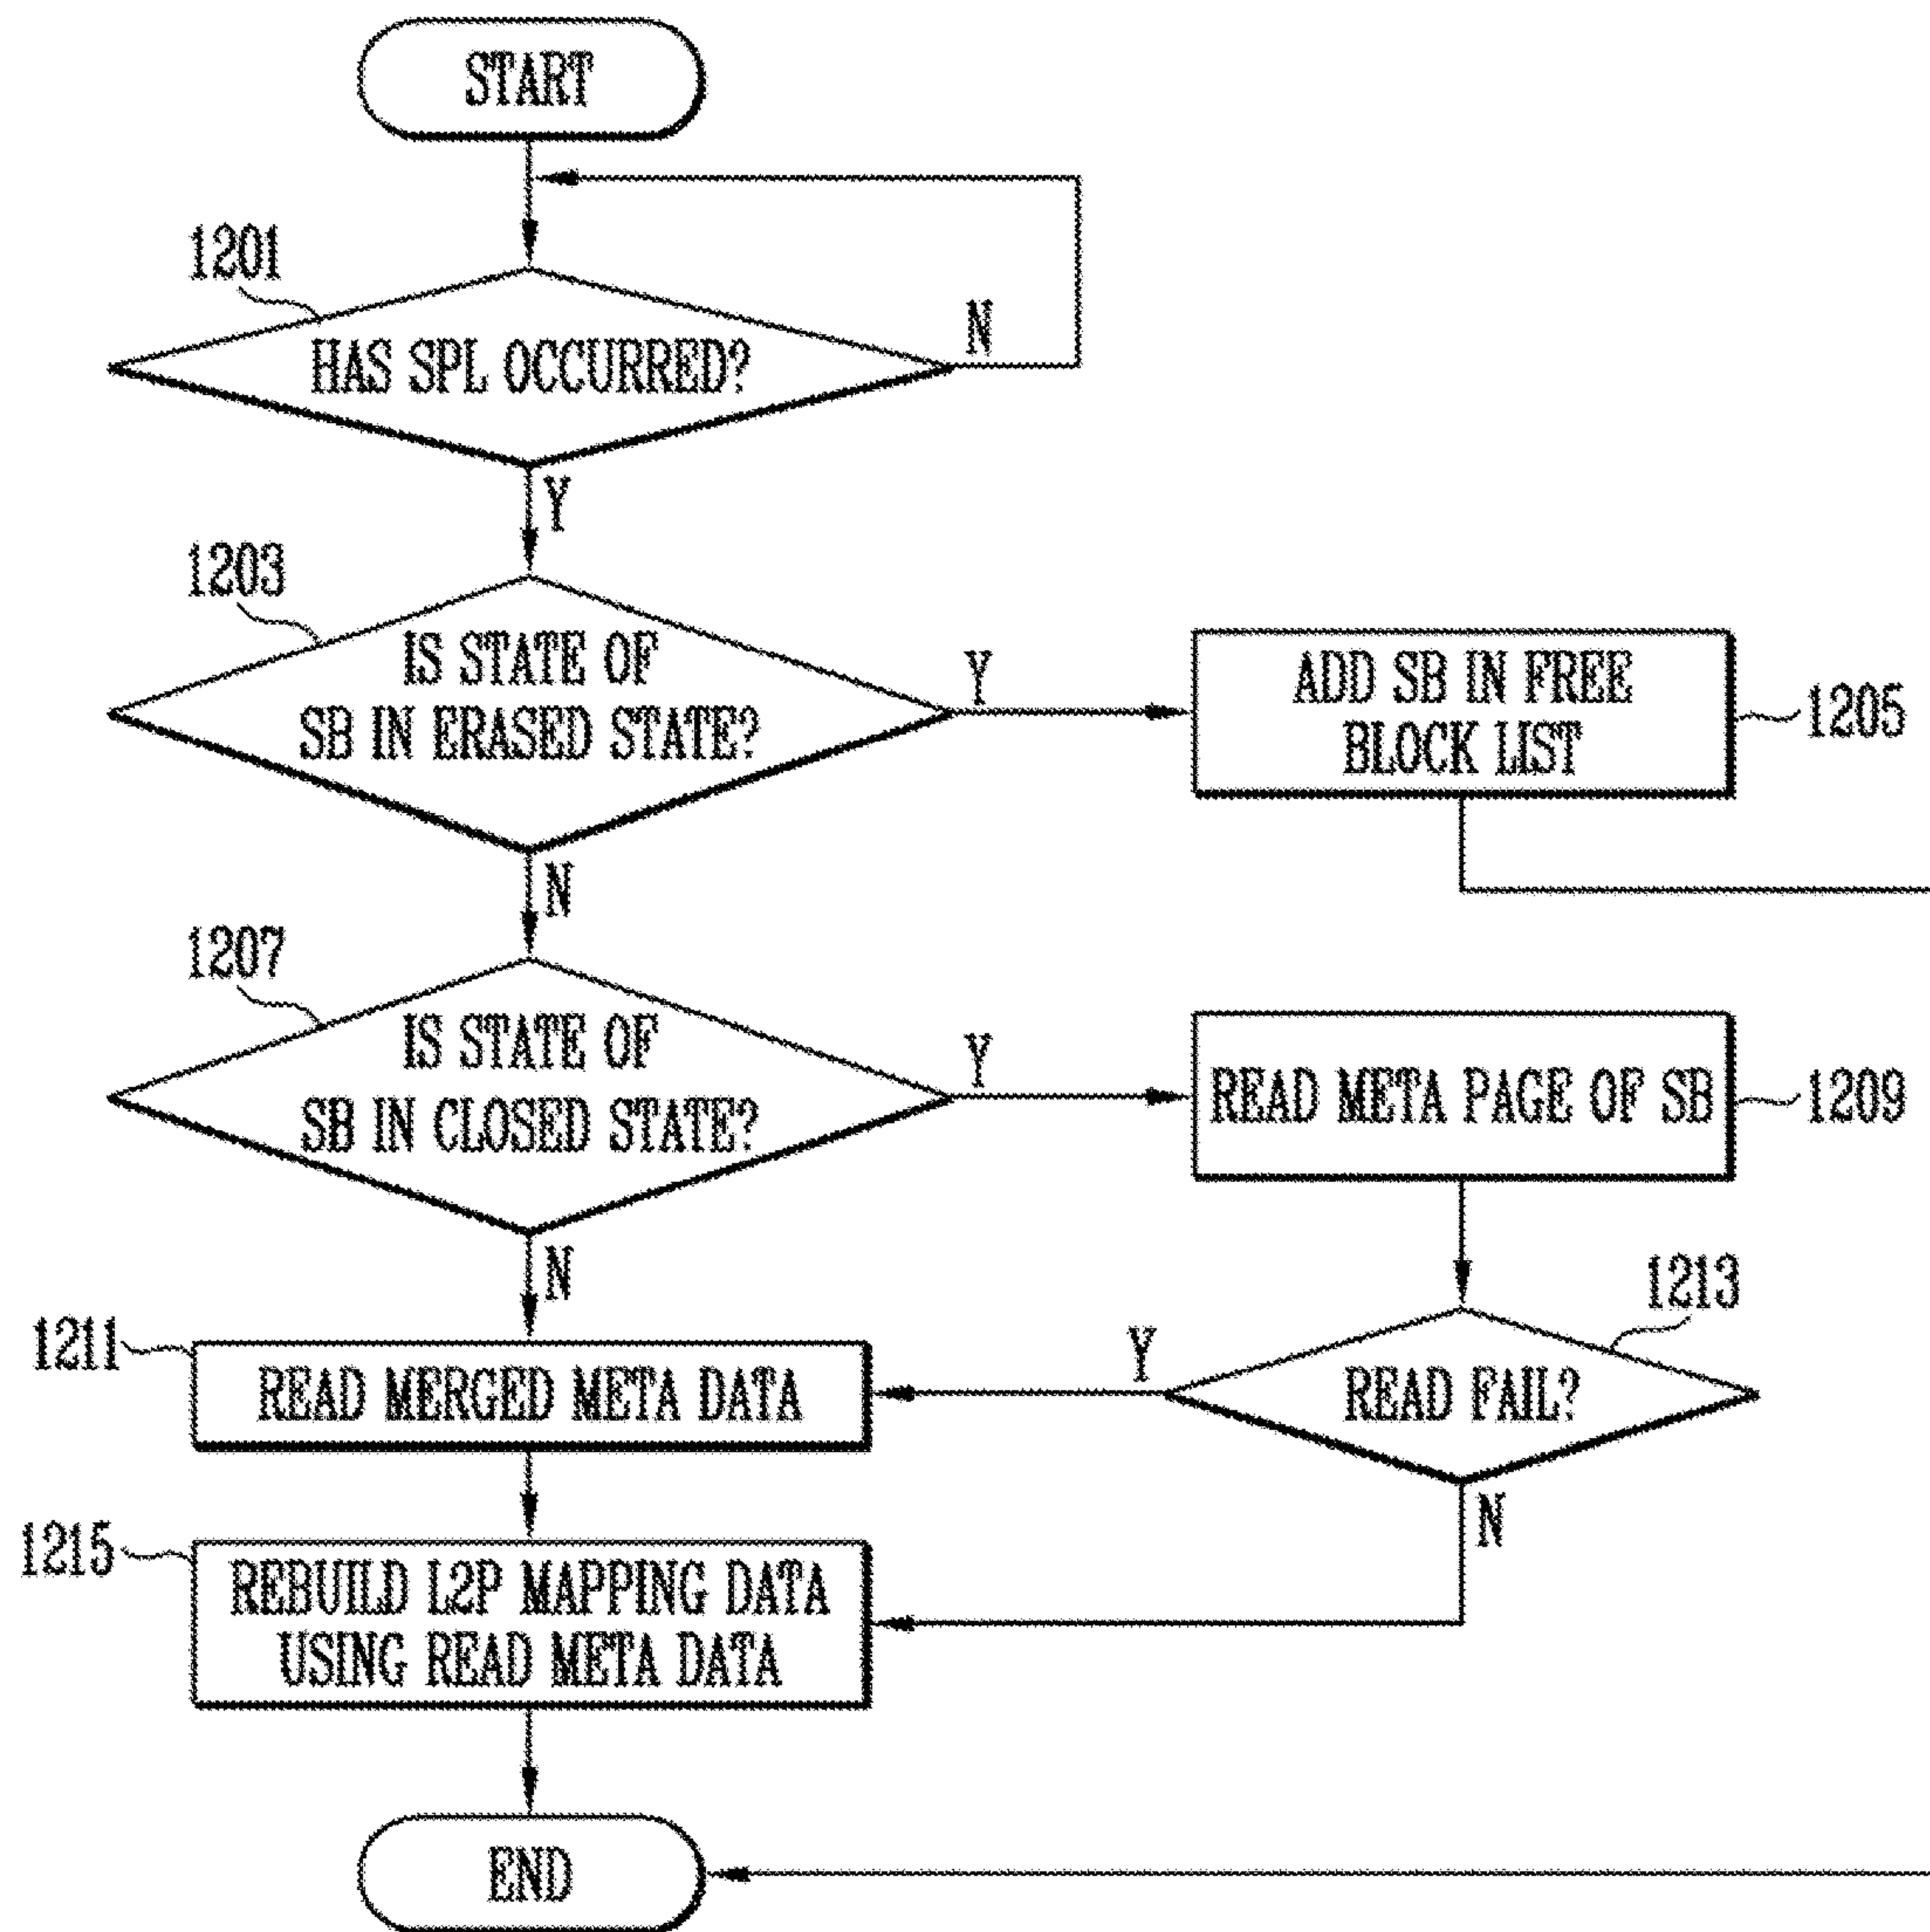 START
1201
HAS SPL OCCURRED?
N
Y
1203
IS STATE OF
SB IN ERASED STATE?
Y
ADD SB IN FREE
BLOCK LIST
1205
N
1207
IS STATE OF
SB IN CLOSED STATE?
Y
READ META PAGE OF SB
1209
N
1213
1211
READ MERGED META DATA
Y
READ FAIL?
N
1215
REBUILD L2P MAPPING DATA
USING READ META DATA
END